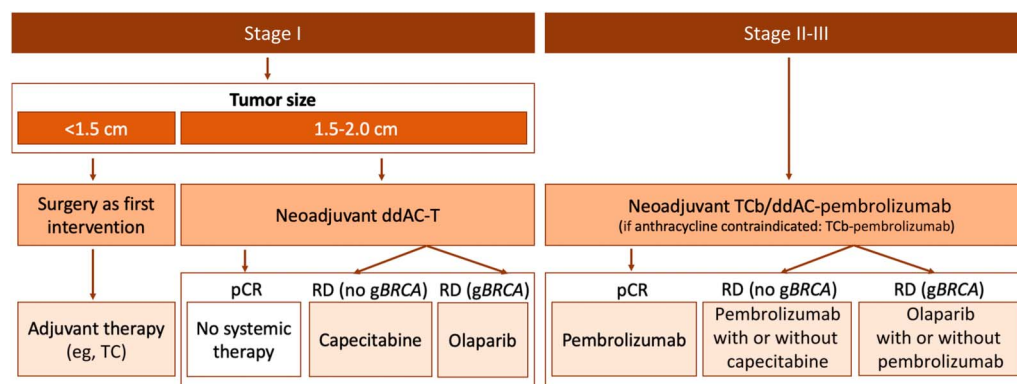 Stage I
Stage II-III
Tumor size
<1.5 cm
1.5-2.0 cm
Surgery as first
intervention
Neoadjuvant ddAC-T
Neoadjuvant TCb/ddAC-pembrolizumab
(if anthracycline contraindicated: TCb-pembrolizumab)
Adjuvant therapy
(eg, TC)
pCR
No systemic
therapy
RD (no gBRCA)
Capecitabine
RD (gBRCA)
Olaparib
pCR
Pembrolizumab
RD (no gBRCA)
Pembrolizumab
with or without
capecitabine
RD (gBRCA)
Olaparib
with or without
pembrolizumab